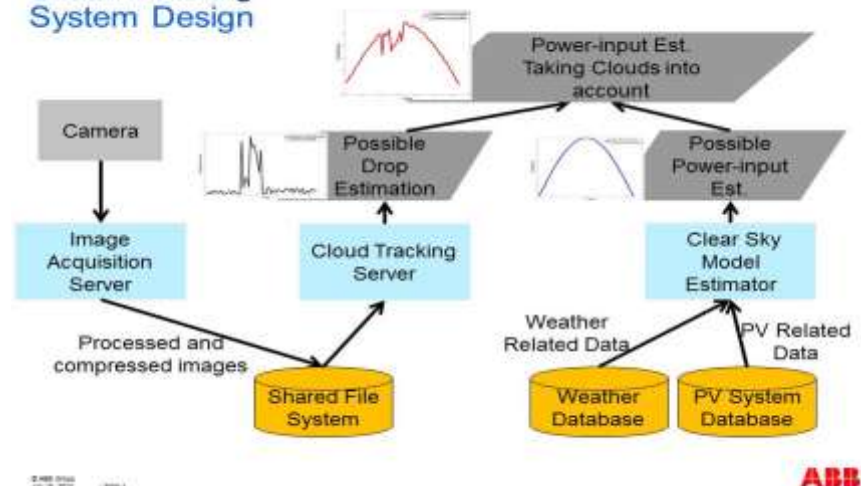 System Design
Power-input Est.
Taking Clouds into
account
Camera
Possible
Drop
Estimation
Possible
Power-input
Est.
Image
Acquisition
Server
Cloud Tracking
Server
Clear Sky
Model
Estimator
Processed and
compressed images
Weather
Related Data
PV Related
Data
Shared File
System
Weather
Database
PV System
Database
ABB